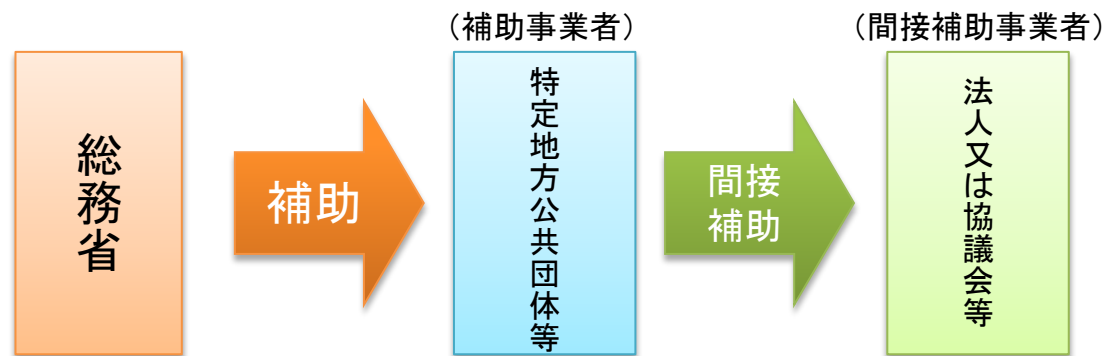 総務省
補助
（補助事業者）
特定地方公共団体等
間接
補助
（間接補助事業者）
法人又は協議会等